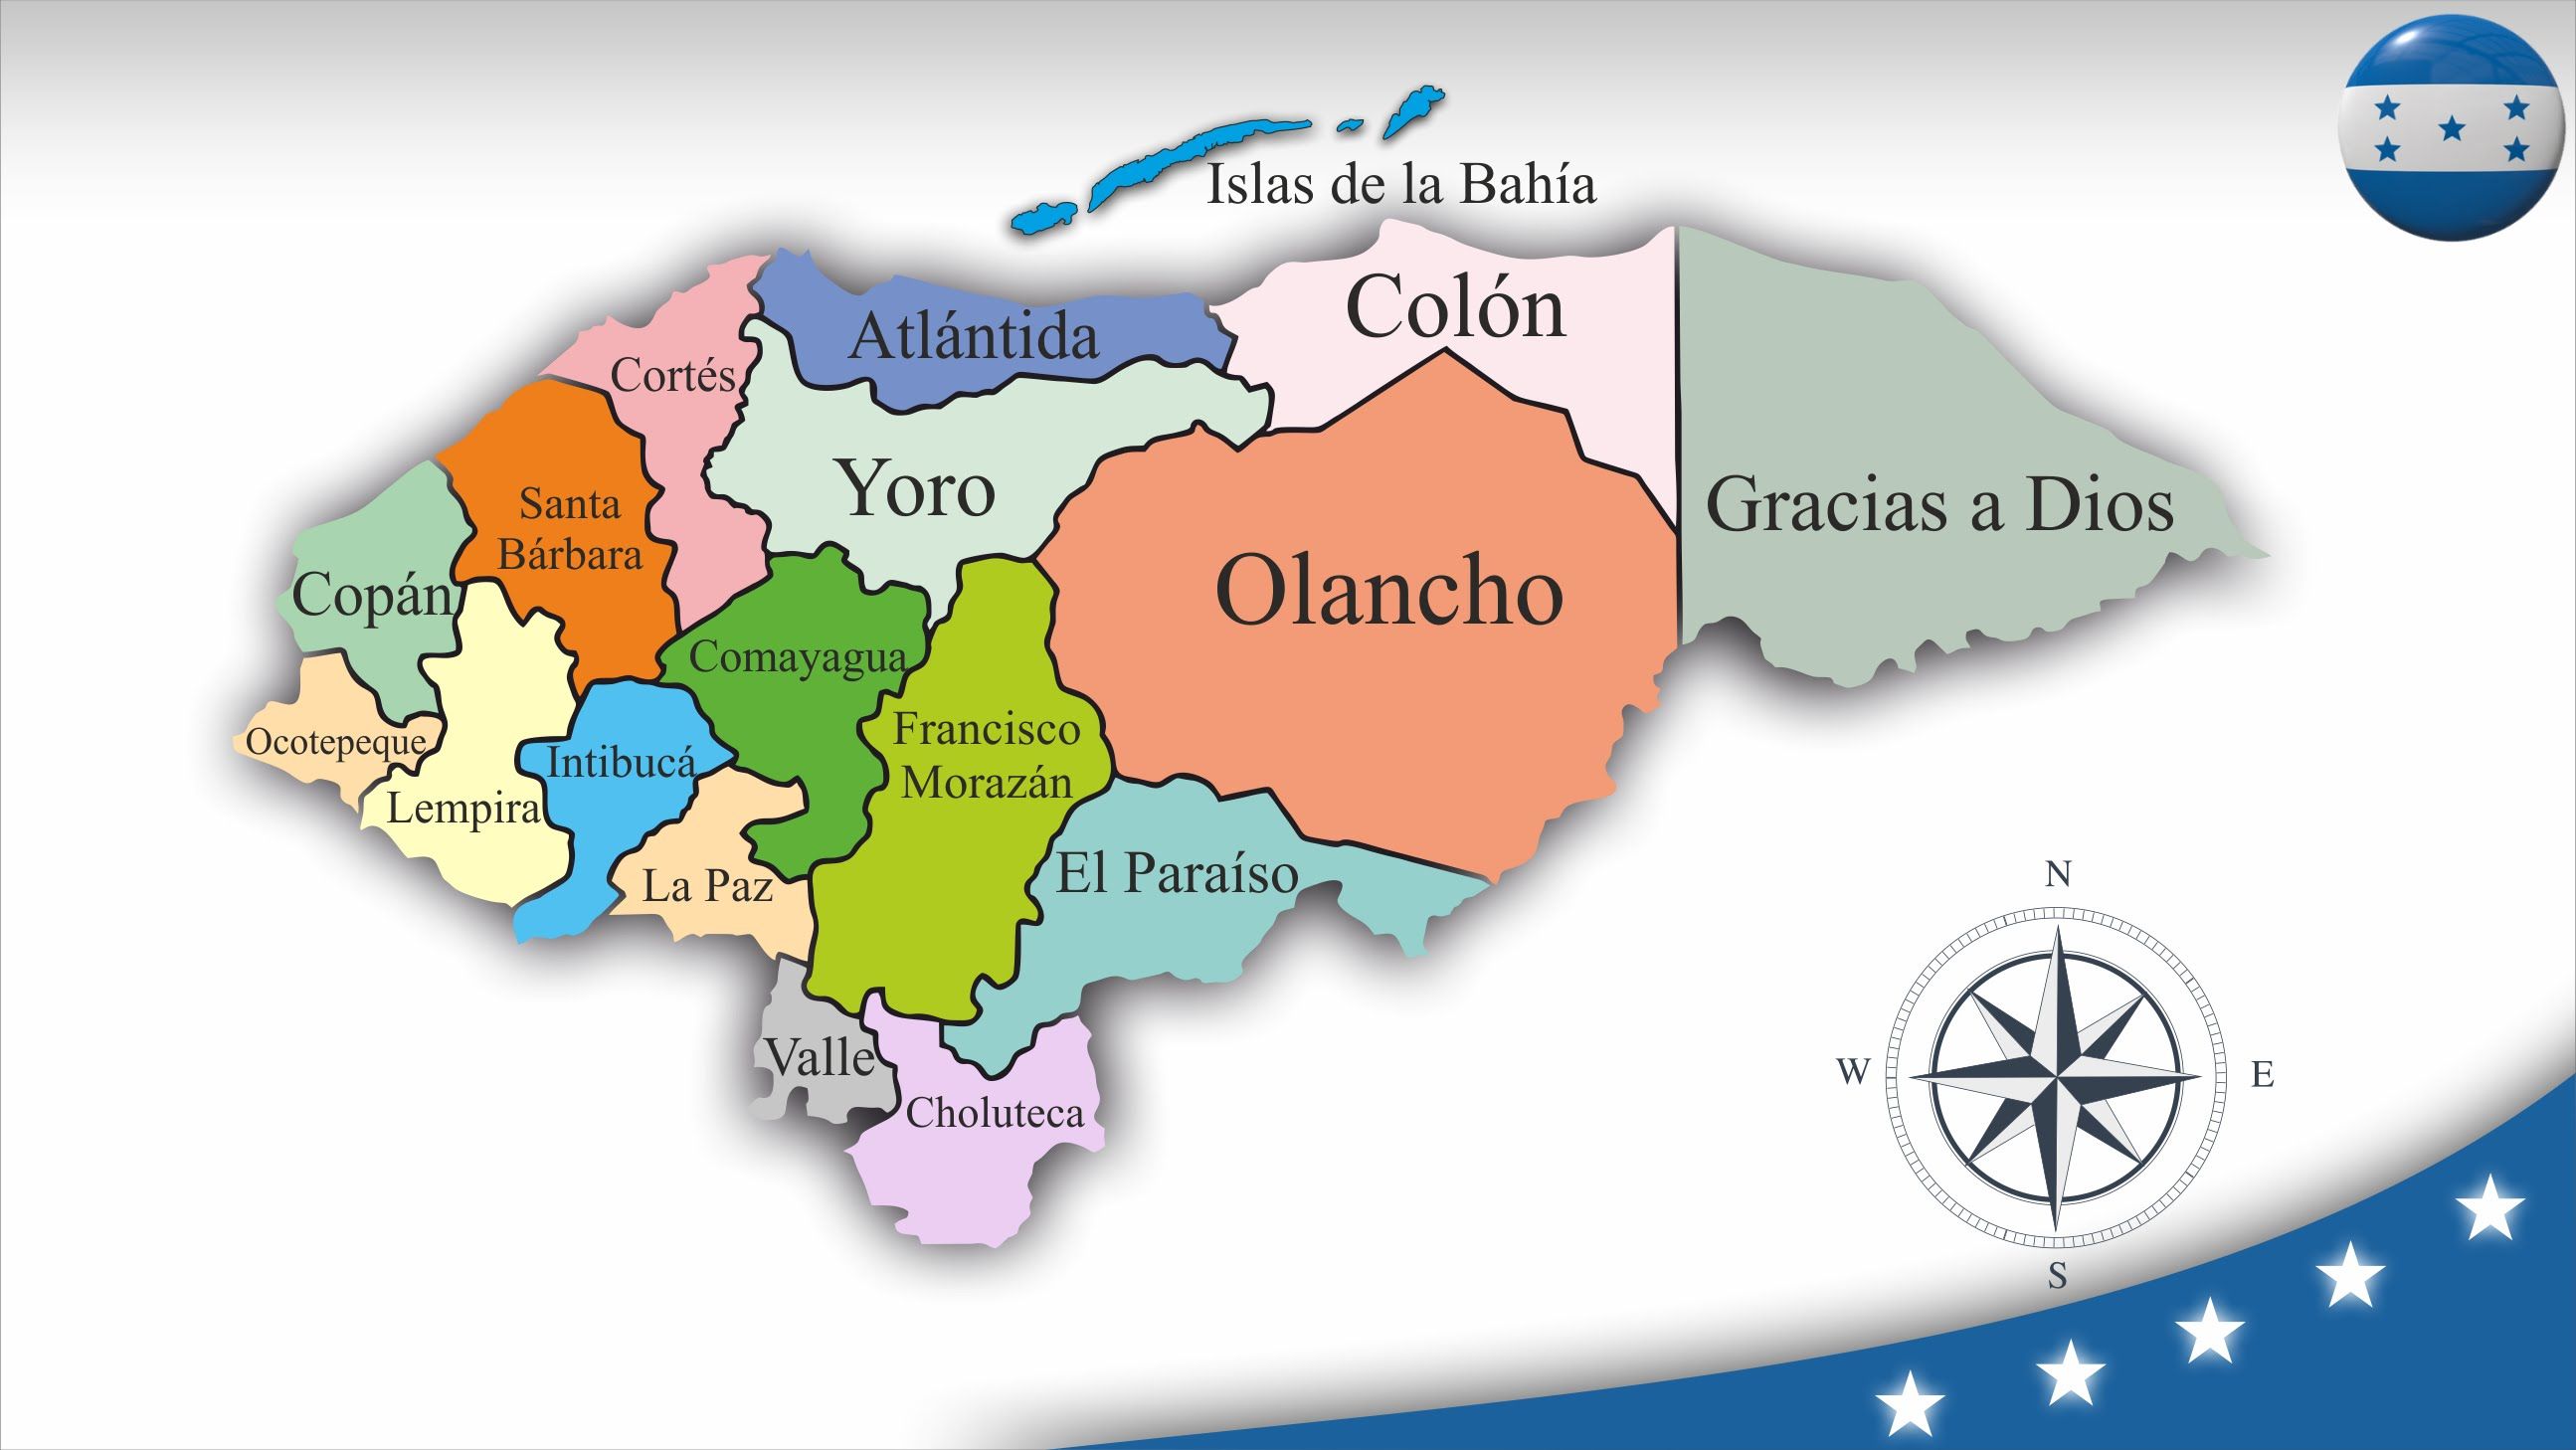 Islas de la Bahía
Colón
Atlántida
Cortés
Yoro
Gracias a Dios
Santa
Bárbara
Copán
Olancho
Comayagua
Francisco
Morazán
Ocotepeque
Intibucá
Lempira
La Paz
El Paraíso
Valle
Choluteca
N
W
E
S